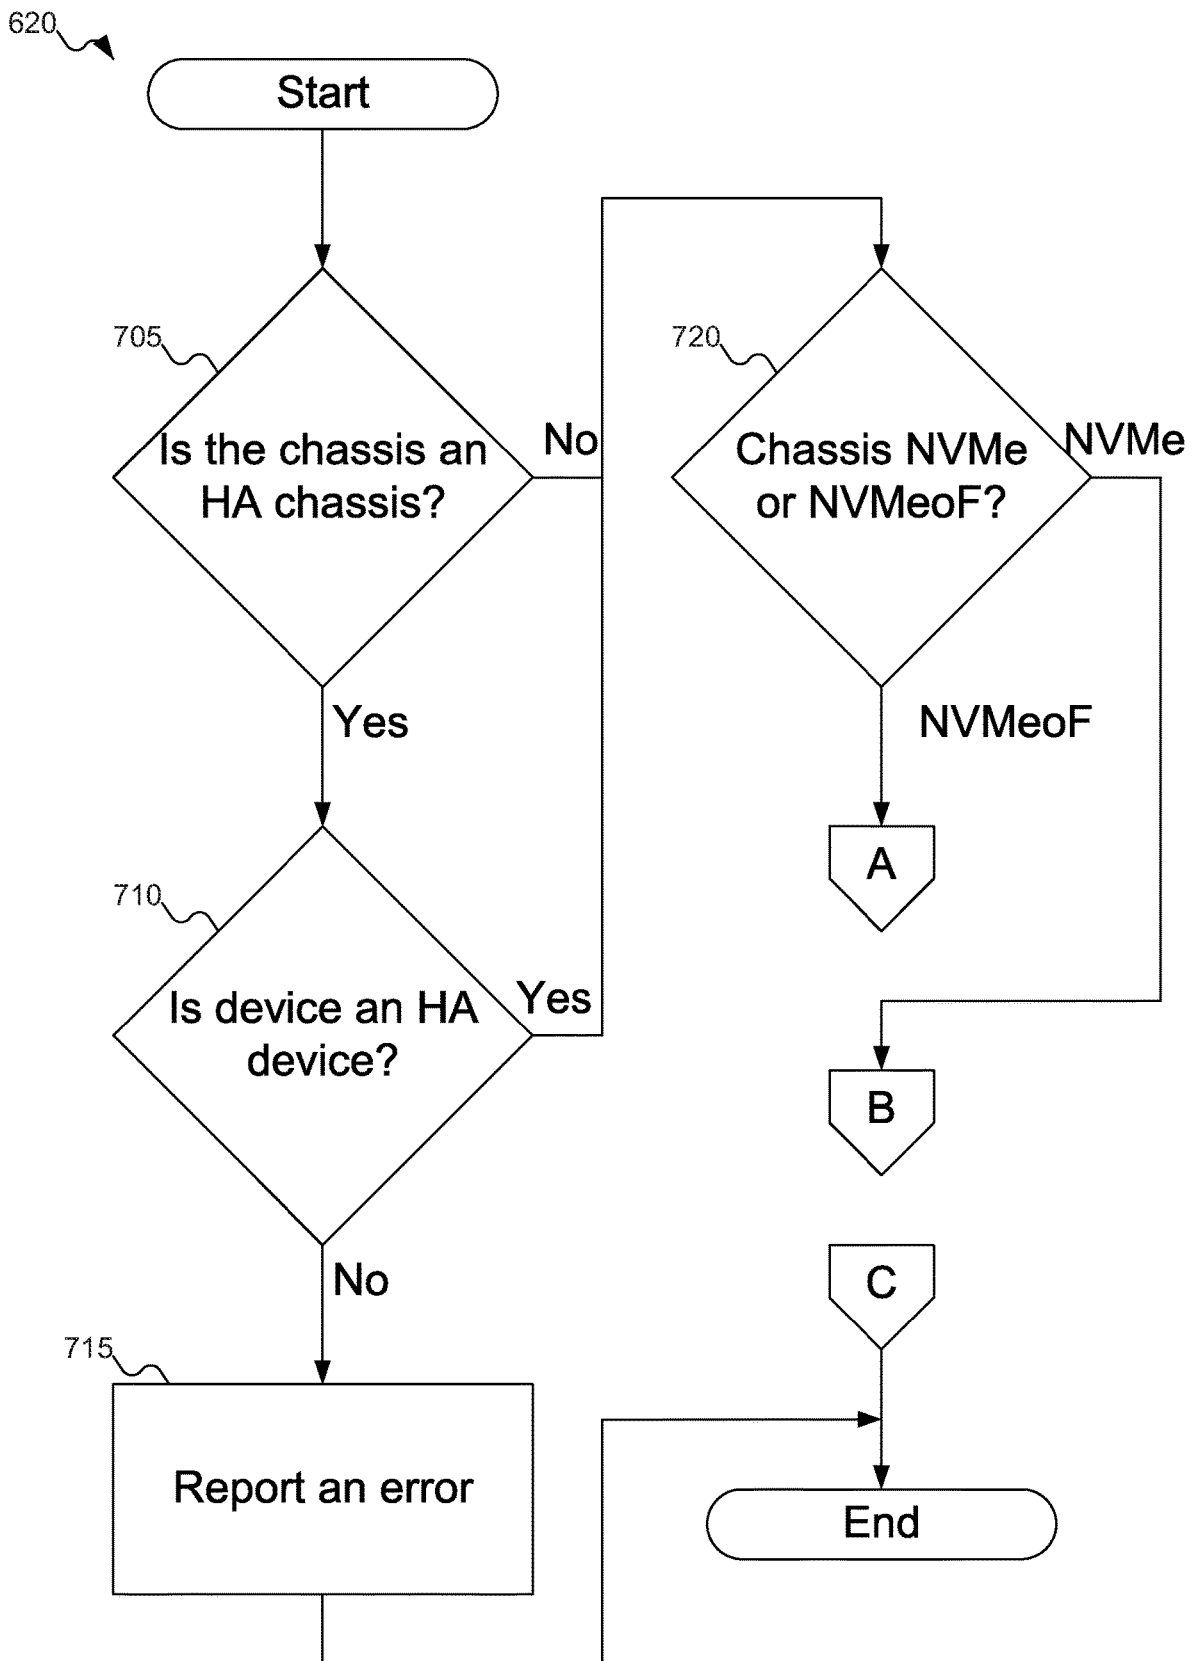 620
Start
705
Is the chassis an
HA chassis?
No
Yes
710
Is device an HA
device?
Yes
No
715
Report an error
720
Chassis NVMe
or NVMeoF?
NVMe
NVMeoF
A
B
C
End